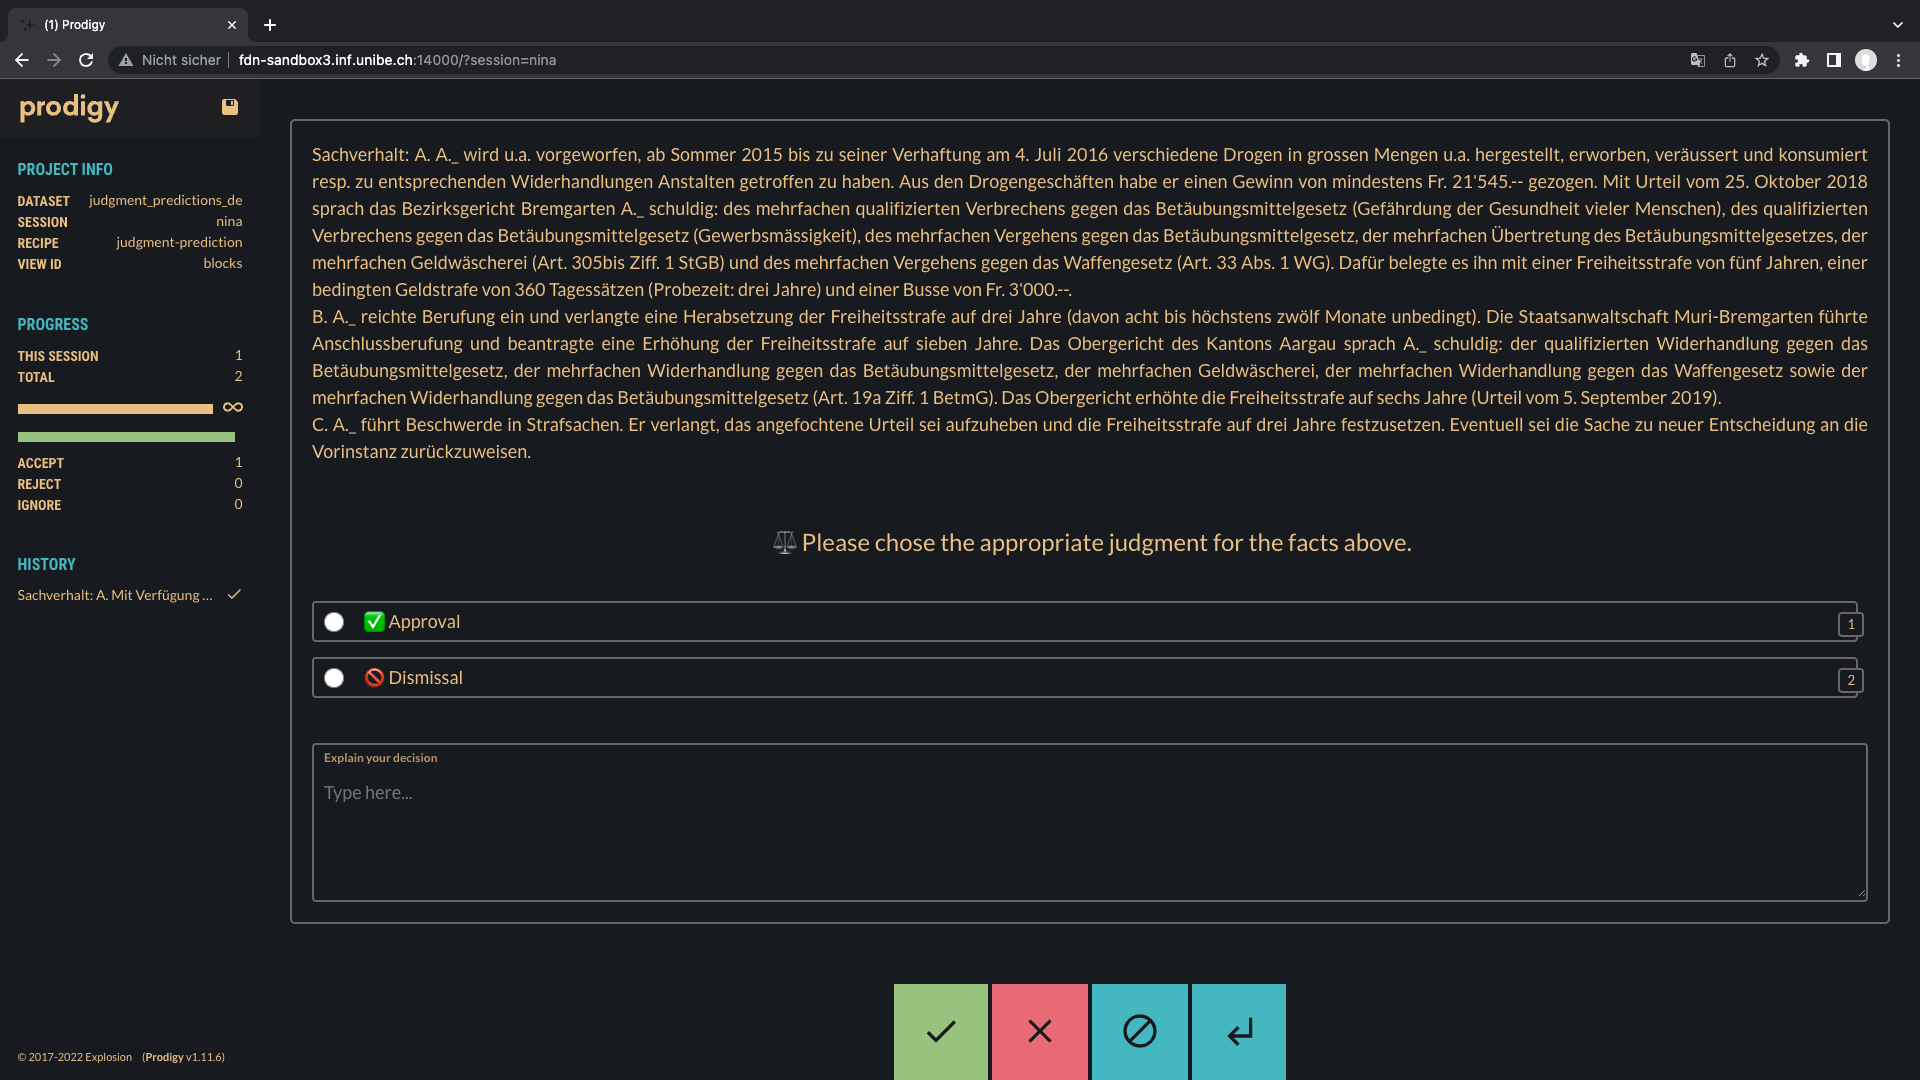 (1) Prodigy
Nicht sicher
fdn-sandbox3.inf.unibe.ch:14000/?session=nina
prodigy
PROJECT INFO
DATASET judgment_predictions_de
SESSION nina
RECIPE judgment-prediction
VIEW ID blocks
PROGRESS
THIS SESSION 1
TOTAL 2
∞
ACCEPT 1
REJECT 0
IGNORE 0
HISTORY
Sachverhalt: A. Mit Verfügung ...
© 2017-2022 Explosion (Prodigy v1.11.6)
Sachverhalt: A. A._ wird u.a. vorgeworfen, ab Sommer 2015 bis zu seiner Verhaftung am 4. Juli 2016 verschiedene Drogen in grossen Mengen u.a. hergestellt, erworben, veräussert und konsumiert
resp. zu entsprechenden Widerhandlungen Anstalten getroffen zu haben. Aus den Drogengeschäften habe er einen Gewinn von mindestens Fr. 21'545.-- gezogen. Mit Urteil vom 25. Oktober 2018
sprach das Bezirksgericht Bremgarten A._ schuldig: des mehrfachen qualifizierten Verbrechens gegen das Betäubungsmittelgesetz (Gefährdung der Gesundheit vieler Menschen), des qualifizierten
Verbrechens gegen das Betäubungsmittelgesetz (Gewerbsmässigkeit), des mehrfachen Vergehens gegen das Betäubungsmittelgesetz, der mehrfachen Übertretung des Betäubungsmittelgesetzes, der
mehrfachen Geldwäscherei (Art. 305bis Ziff. 1 StGB) und des mehrfachen Vergehens gegen das Waffengesetz (Art. 33 Abs. 1 WG). Dafür belegte es ihn mit einer Freiheitsstrafe von fünf Jahren, einer
bedingten Geldstrafe von 360 Tagessätzen (Probezeit: drei Jahre) und einer Busse von Fr. 3'000.--.
B. A._ reichte Berufung ein und verlangte eine Herabsetzung der Freiheitsstrafe auf drei Jahre (davon acht bis höchstens zwölf Monate unbedingt). Die Staatsanwaltschaft Muri-Bremgarten führte
Anschlussberufung und beantragte eine Erhöhung der Freiheitsstrafe auf sieben Jahre. Das Obergericht des Kantons Aargau sprach A._ schuldig: der qualifizierten Widerhandlung gegen das
Betäubungsmittelgesetz, der mehrfachen Widerhandlung gegen das Betäubungsmittelgesetz, der mehrfachen Geldwäscherei, der mehrfachen Widerhandlung gegen das Waffengesetz sowie der
mehrfachen Widerhandlung gegen das Betäubungsmittelgesetz (Art. 19a Ziff. 1 BetmG). Das Obergericht erhöhte die Freiheitsstrafe auf sechs Jahre (Urteil vom 5. September 2019).
C. A._ führt Beschwerde in Strafsachen. Er verlangt, das angefochtene Urteil sei aufzuheben und die Freiheitsstrafe auf drei Jahre festzusetzen. Eventuell sei die Sache zu neuer Entscheidung an die
Vorinstanz zurückzuweisen.
Please chose the appropriate judgment for the facts above.
Approval 1
Dismissal 2
Explain your decision
Type here...